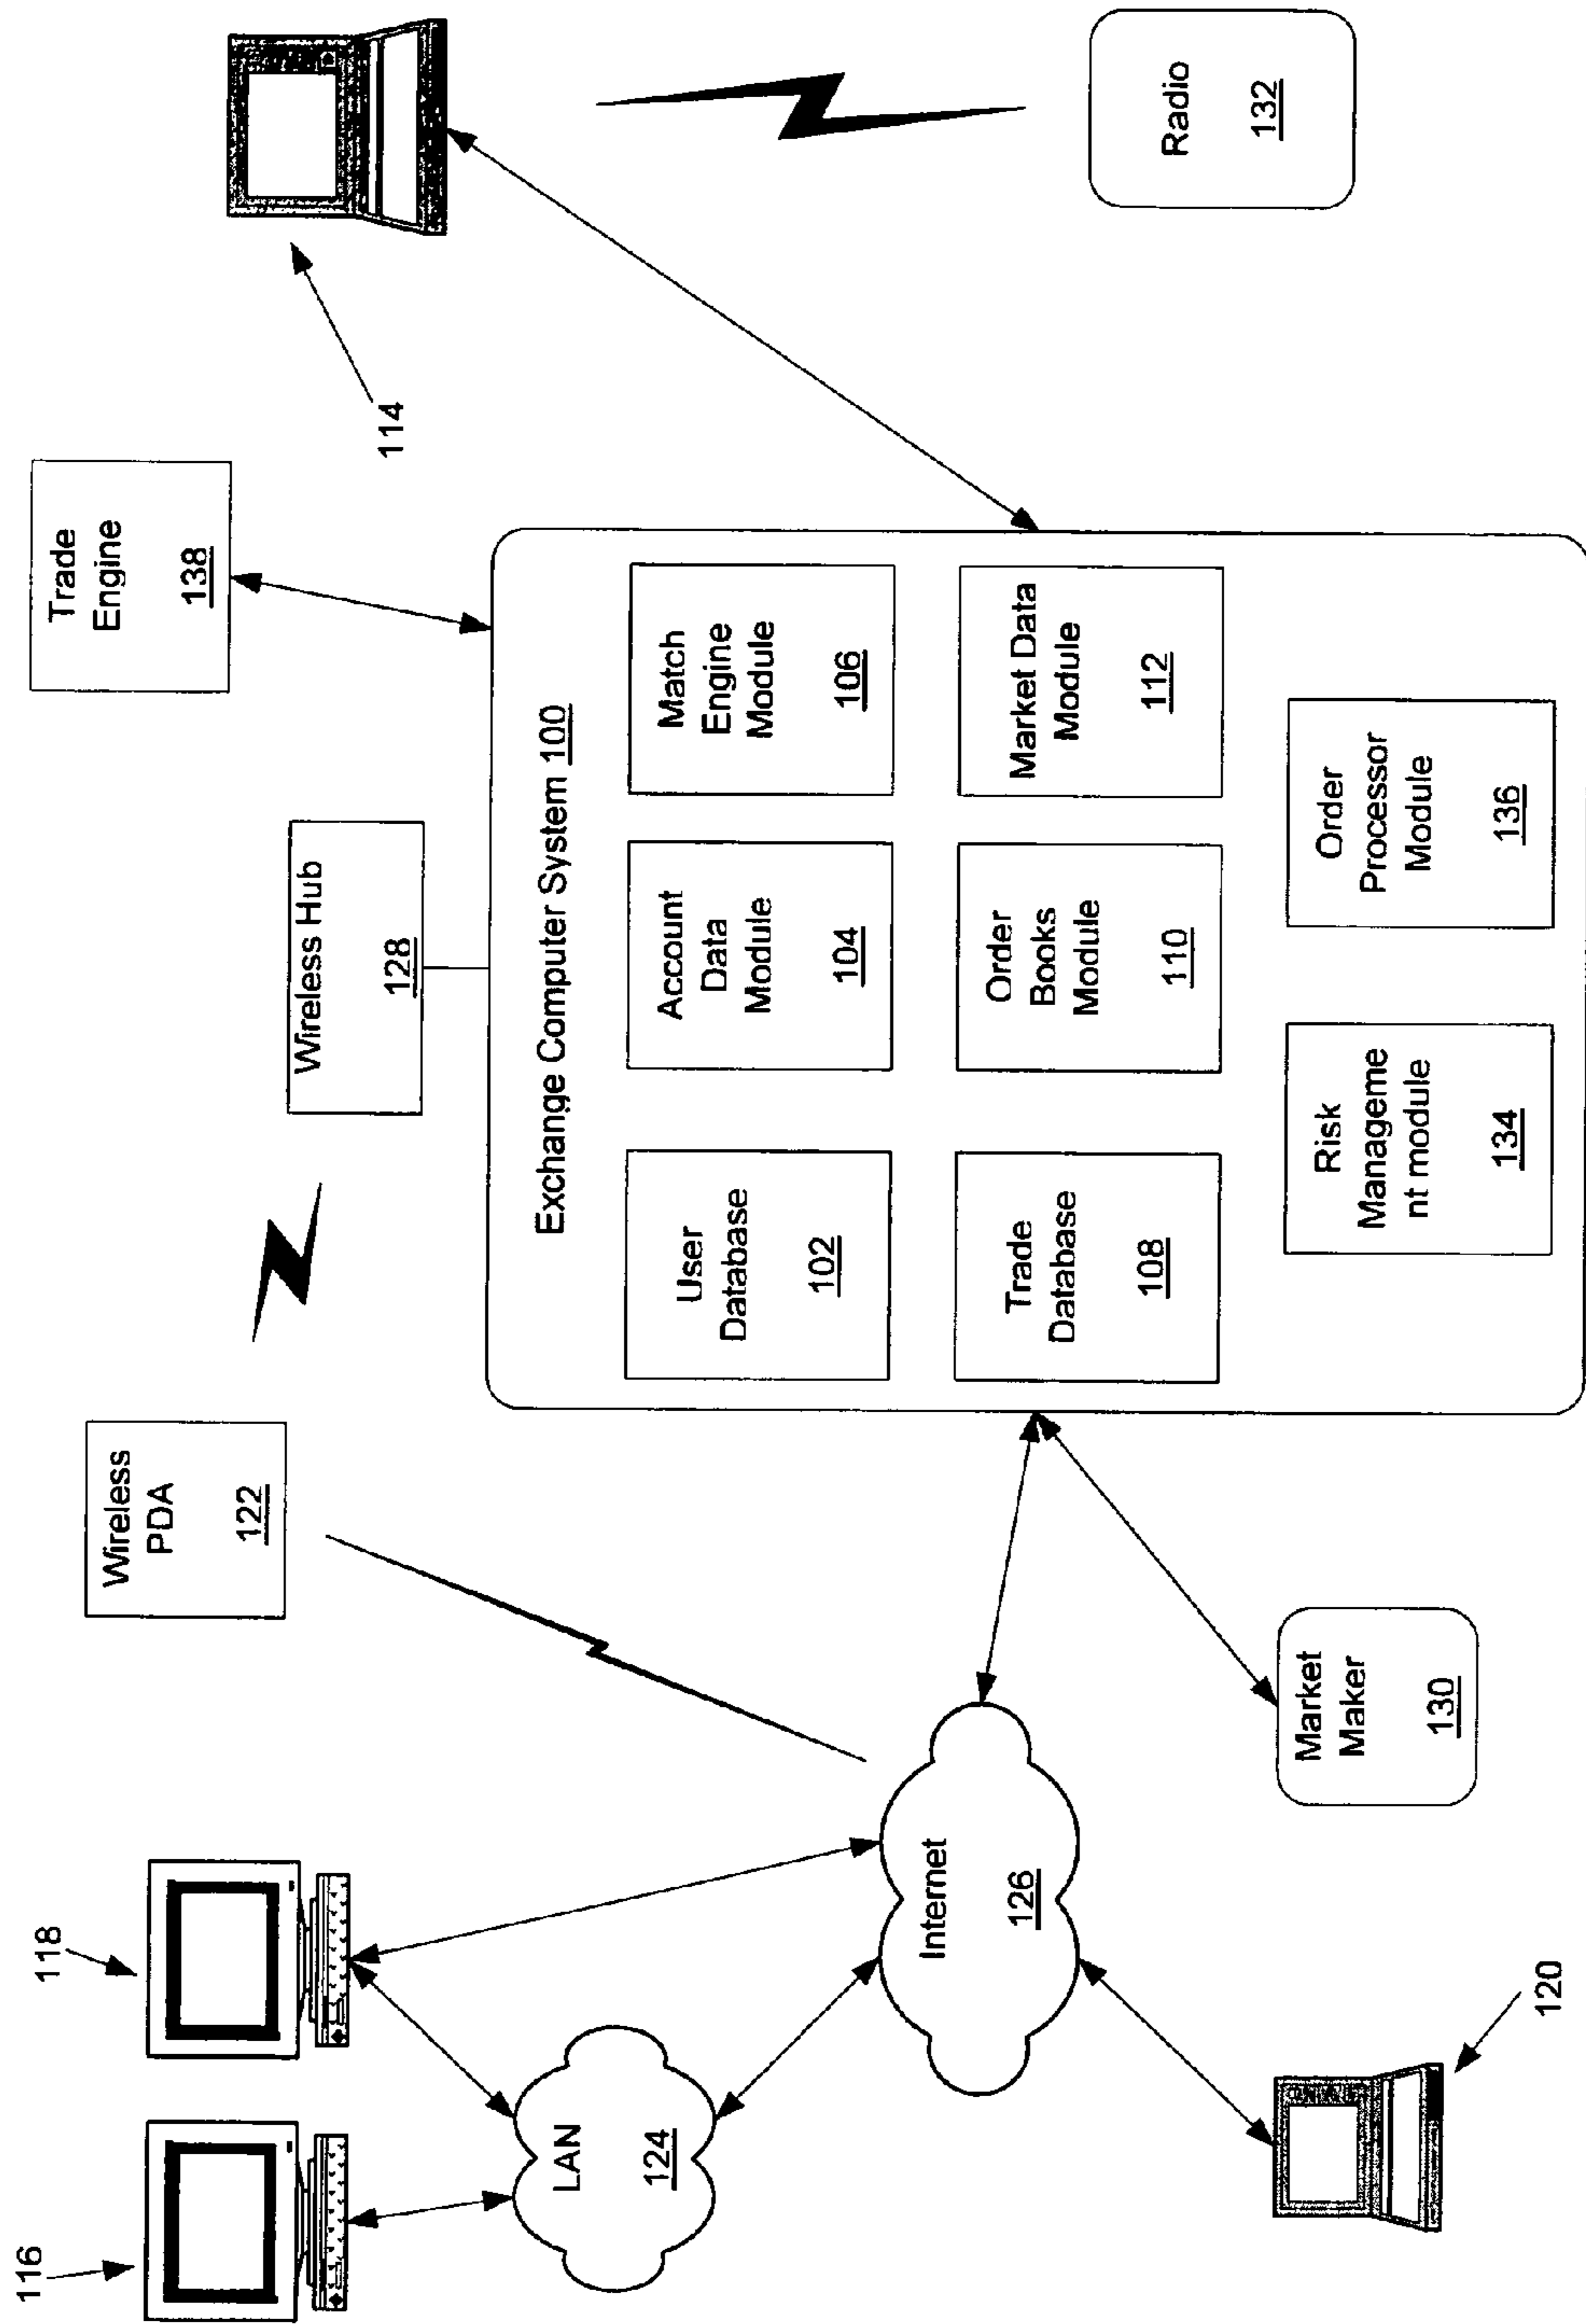 116
118
Wireless
PDA
122
Wireless Hub
128
Trade
Engine
138
114
LAN
124
Internet
126
120
Market
Maker
130
Exchange Computer System 100
User
Database
102
Account
Data
Module
104
Match
Engine
Module
106
Trade
Database
108
Order
Books
Module
110
Market Data
Module
112
Risk
Manageme
nt module
134
Order
Processor
Module
136
Radio
132